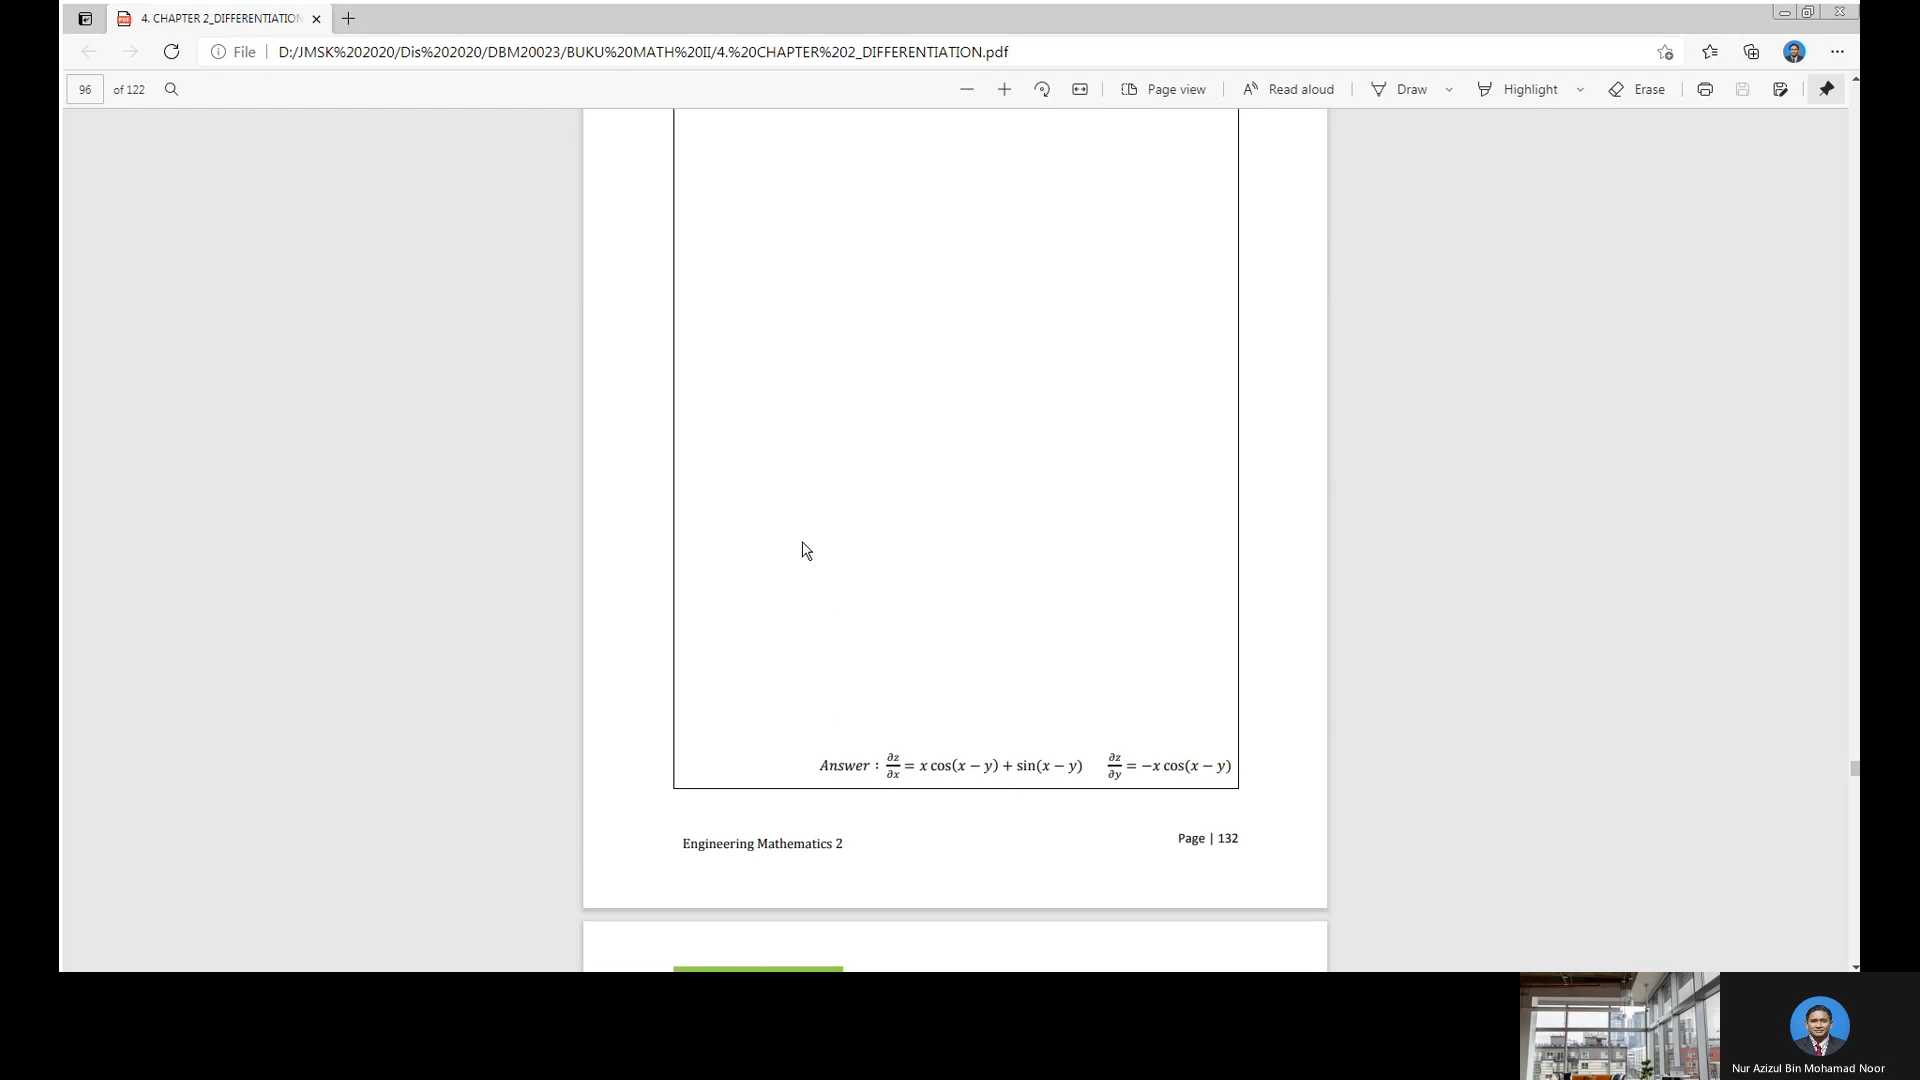 4. CHAPTER 2_DIFFERENTIATION
File | D:/JMSK%202020/Dis%202020/DBM20023/BUKU%20MATH%20II/4.%20CHAPTER%202_DIFFERENTIATION.pdf
96 of 122 Page view Read aloud Draw Highlight Erase
Answer : ∂z/∂x = x cos(x − y) + sin(x − y) ∂z/∂y = −x cos(x − y)
Engineering Mathematics 2 Page | 132
Nur Azizul Bin Mohamad Noor